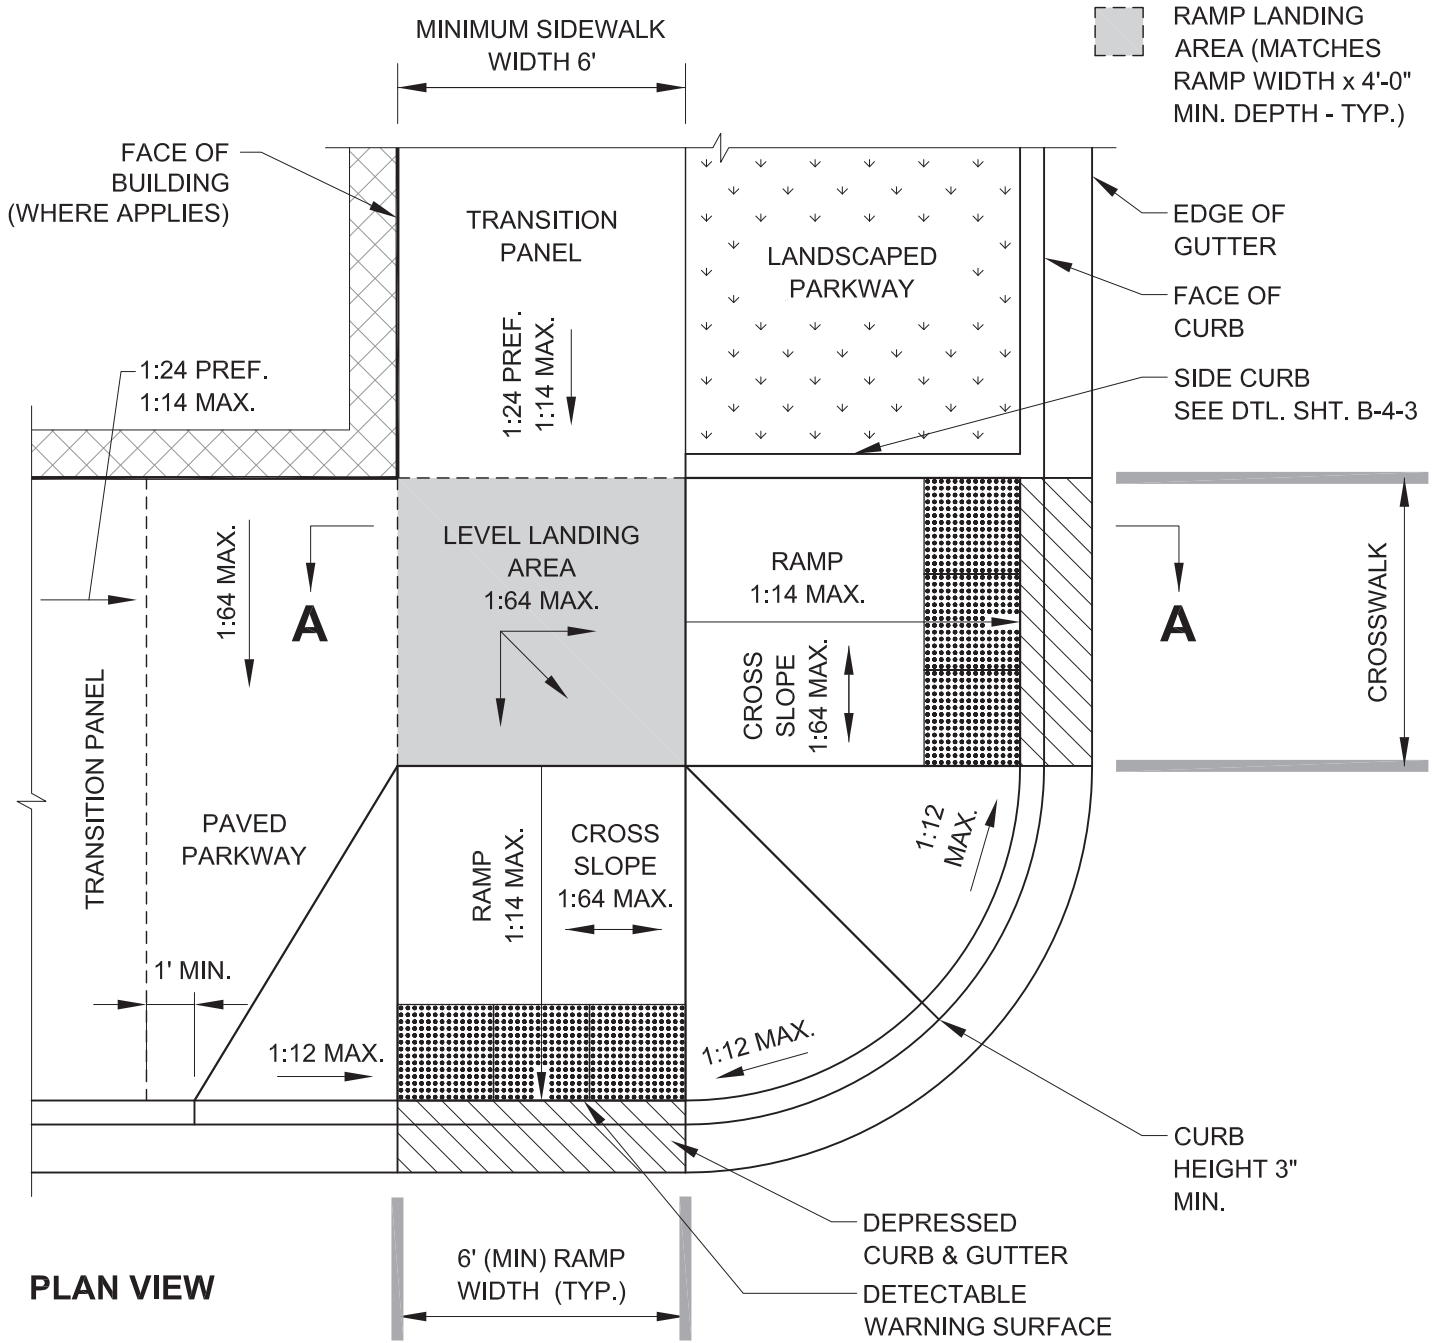 MINIMUM SIDEWALK
WIDTH 6'
RAMP LANDING
AREA (MATCHES
RAMP WIDTH x 4'-0"
MIN. DEPTH - TYP.)
FACE OF
BUILDING
(WHERE APPLIES)
TRANSITION
PANEL
LANDSCAPED
PARKWAY
EDGE OF
GUTTER
FACE OF
CURB
1:24 PREF.
1:14 MAX.
1:24 PREF.
1:14 MAX.
SIDE CURB
SEE DTL. SHT. B-4-3
1:64 MAX.
A
LEVEL LANDING
AREA
1:64 MAX.
RAMP
1:14 MAX.
CROSS
SLOPE
1:64 MAX.
A
CROSSWALK
TRANSITION PANEL
PAVED
PARKWAY
RAMP
1:14 MAX.
CROSS
SLOPE
1:64 MAX.
1:12
MAX.
1' MIN.
1:12 MAX.
1:12 MAX.
CURB
HEIGHT 3"
MIN.
DEPRESSED
CURB & GUTTER
DETECTABLE
WARNING SURFACE
6' (MIN) RAMP
WIDTH (TYP.)
PLAN VIEW